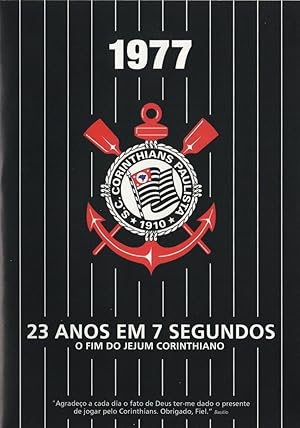 1977
S.C. CORINTHIANS PAULISTA
1910
23 ANOS EM 7 SEGUNDOS
O FIM DO JEJUM CORINTHIANO
"Agradeço a cada dia o fato de Deus ter-me dado o presente
de jogar pelo Corinthians. Obrigado, Fiel." Basílio